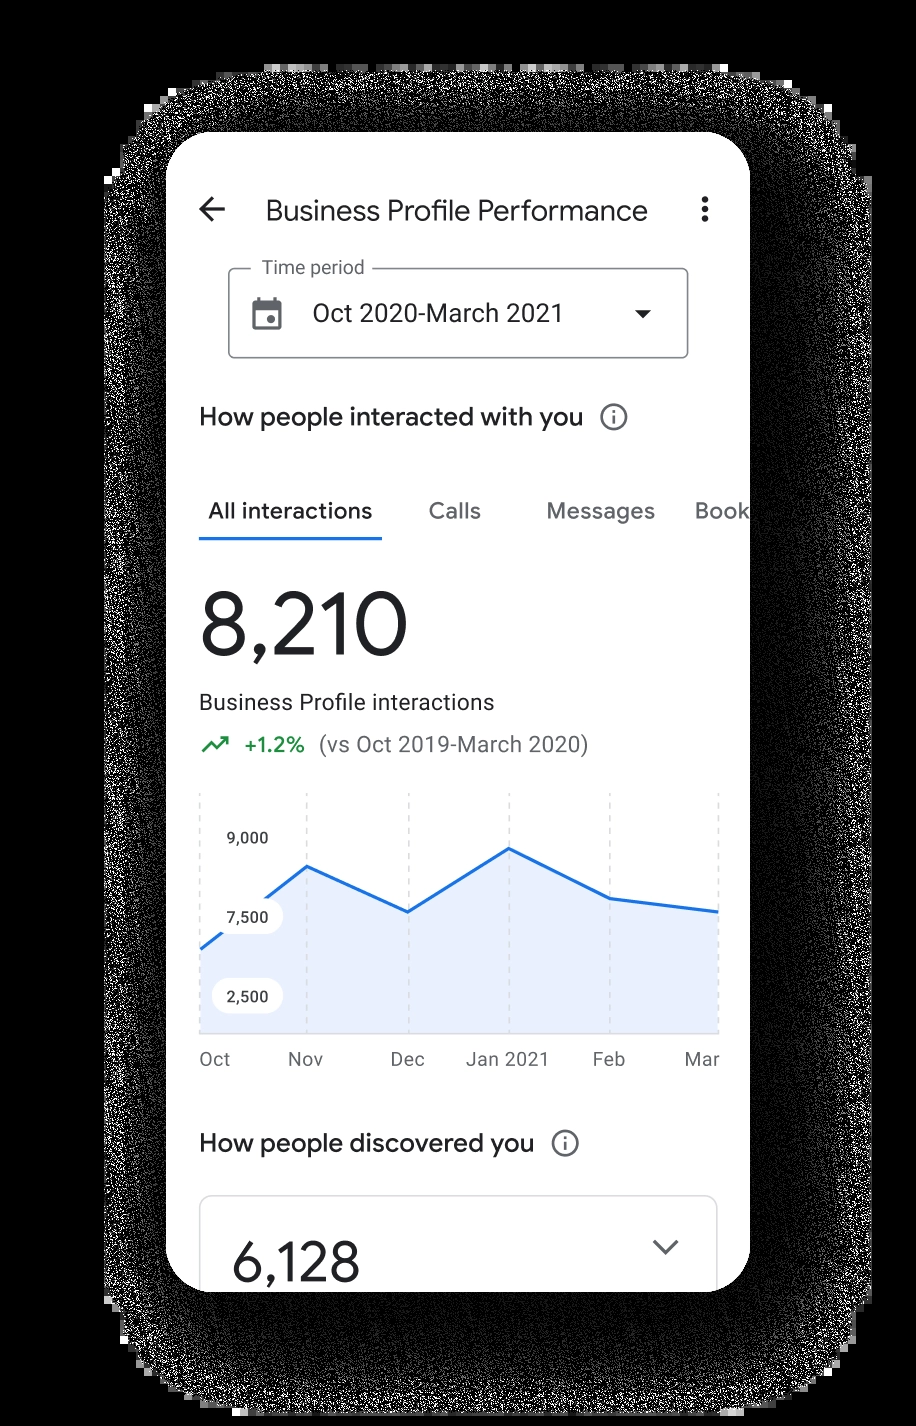 Business Profile Performance
Time period
Oct 2020-March 2021
How people interacted with you
All interactions Calls Messages Book
8,210
Business Profile interactions
+1.2% (vs Oct 2019-March 2020)
9,000
7,500
2,500
Oct Nov Dec Jan 2021 Feb Mar
How people discovered you
6,128